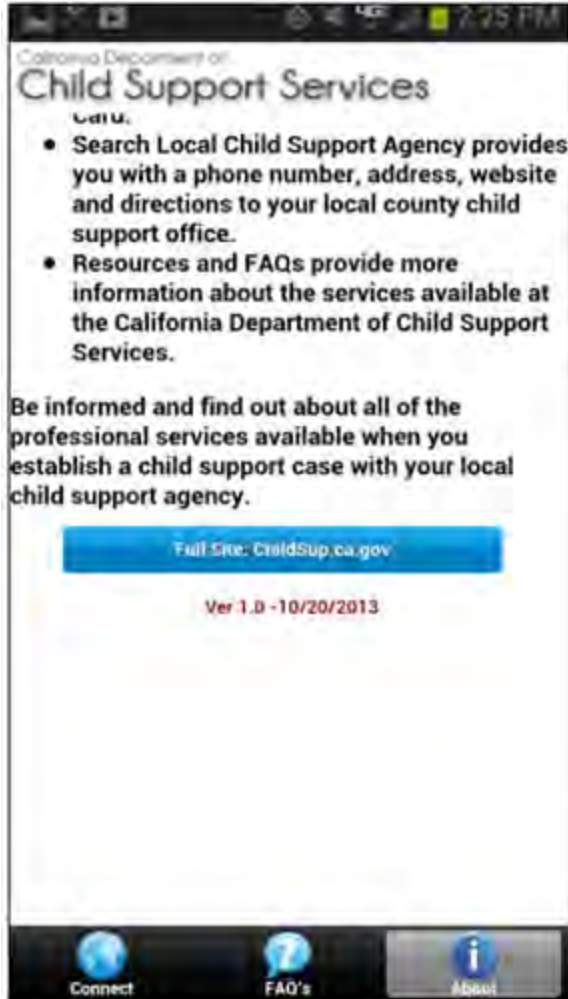 4G 7:25 PM
California Department of
Child Support Services
Card.
• Search Local Child Support Agency provides
you with a phone number, address, website
and directions to your local county child
support office.
• Resources and FAQs provide more
information about the services available at
the California Department of Child Support
Services.
Be informed and find out about all of the
professional services available when you
establish a child support case with your local
child support agency.
Full Site: ChildSup.ca.gov
Ver 1.0 -10/20/2013
Connect
FAQ's
About